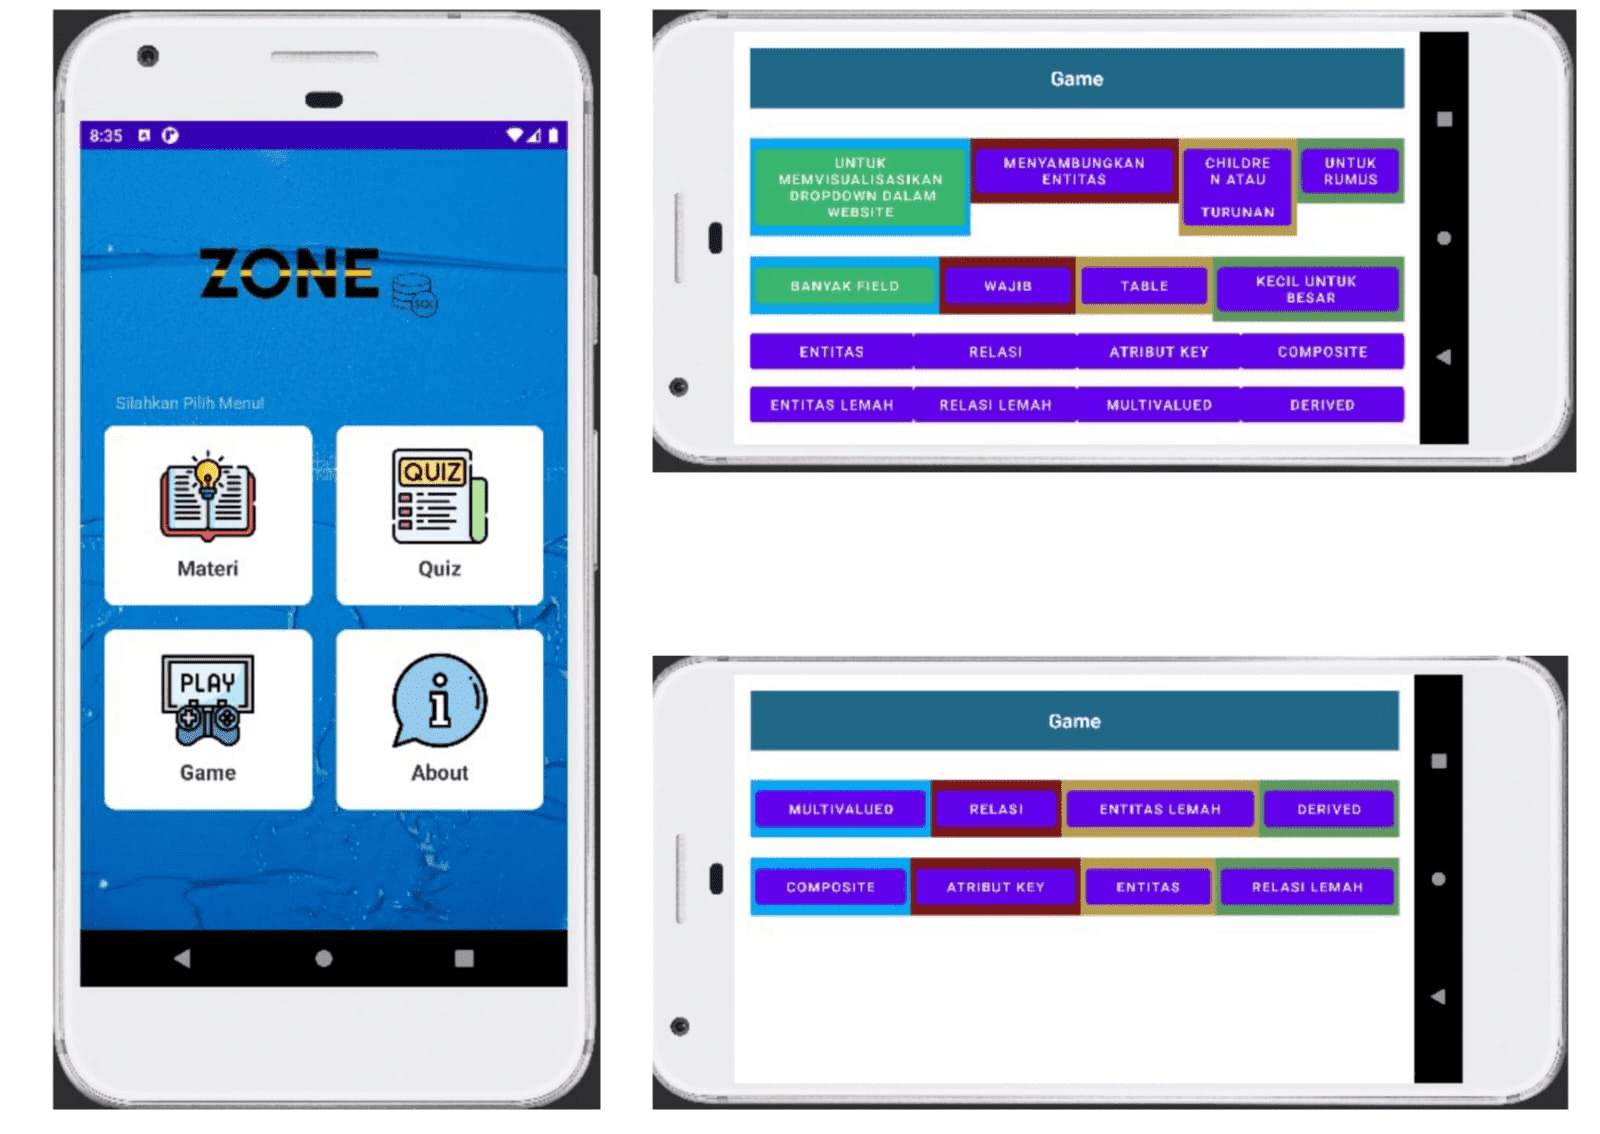 8:35
ZONE
SQL
Silahkan Pilih Menu!
QUIZ
Materi
Quiz
PLAY
Game
About
Game
UNTUK
MEMVISUALISASIKAN
DROPDOWN DALAM
WEBSITE
MENYAMBUNGKAN
ENTITAS
CHILDRE
N ATAU
TURUNAN
UNTUK
RUMUS
BANYAK FIELD
WAJIB
TABLE
KECIL UNTUK
BESAR
ENTITAS
RELASI
ATRIBUT KEY
COMPOSITE
ENTITAS LEMAH
RELASI LEMAH
MULTIVALUED
DERIVED
Game
MULTIVALUED
RELASI
ENTITAS LEMAH
DERIVED
COMPOSITE
ATRIBUT KEY
ENTITAS
RELASI LEMAH